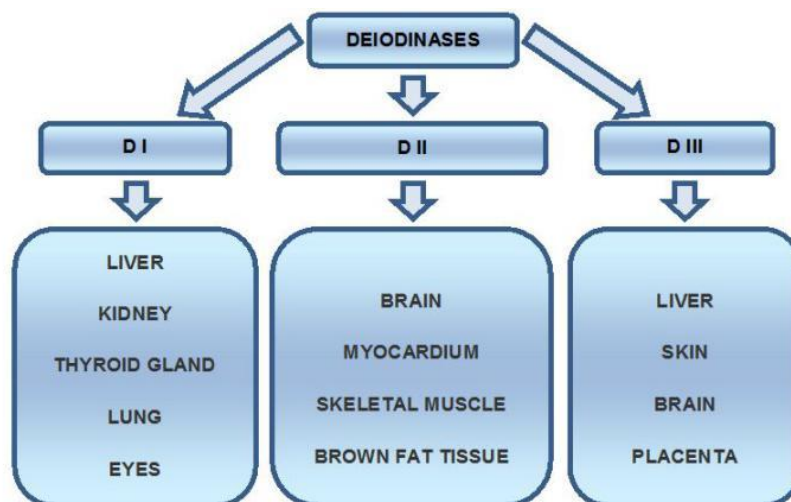 DEIODINASES
D I
D II
D III
LIVER
KIDNEY
THYROID GLAND
LUNG
EYES
BRAIN
MYOCARDIUM
SKELETAL MUSCLE
BROWN FAT TISSUE
LIVER
SKIN
BRAIN
PLACENTA